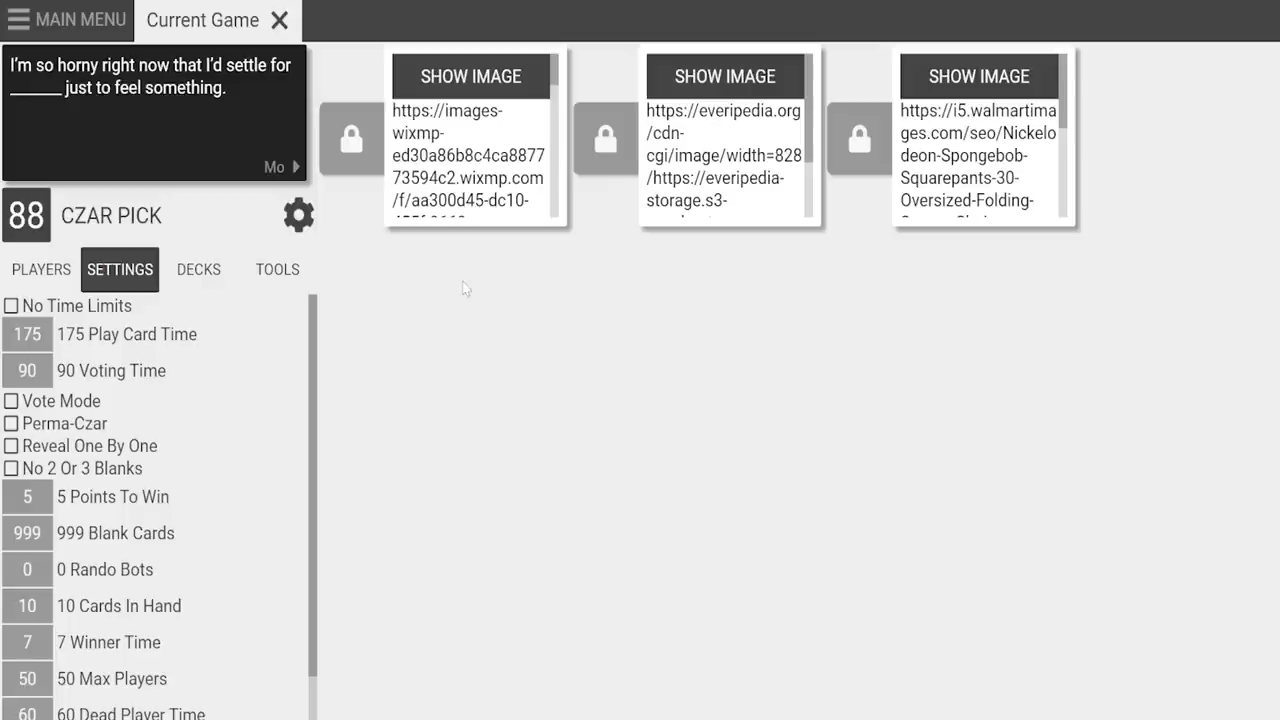 MAIN MENU
Current Game
I'm so horny right now that I'd settle for
______ just to feel something.
Mo
88 CZAR PICK
PLAYERS SETTINGS DECKS TOOLS
No Time Limits
175 175 Play Card Time
90 90 Voting Time
Vote Mode
Perma-Czar
Reveal One By One
No 2 Or 3 Blanks
5 5 Points To Win
999 999 Blank Cards
0 0 Rando Bots
10 10 Cards In Hand
7 7 Winner Time
50 50 Max Players
60 60 Dead Player Time
SHOW IMAGE
https://images-
wixmp-
ed30a86b8c4ca8877
73594c2.wixmp.com
/f/aa300d45-dc10-
SHOW IMAGE
https://everipedia.org
/cdn-
cgi/image/width=828
/https://everipedia-
storage.s3-
SHOW IMAGE
https://i5.walmartima
ges.com/seo/Nickelo
deon-Spongebob-
Squarepants-30-
Oversized-Folding-